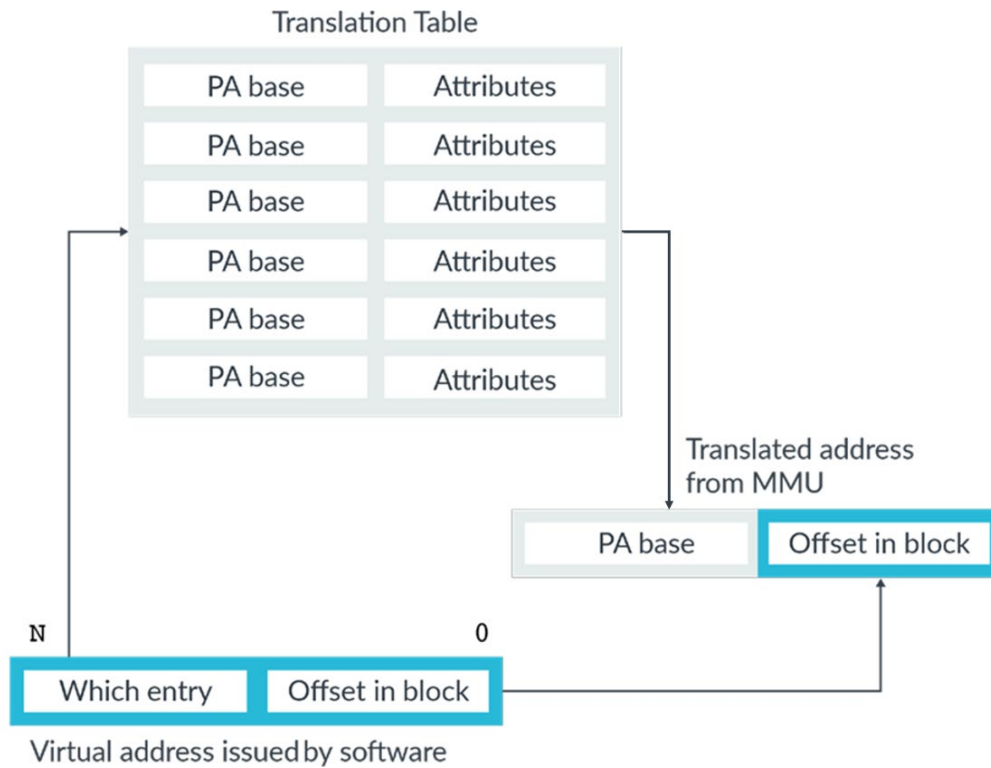 Translation Table
PA base Attributes
PA base Attributes
PA base Attributes
PA base Attributes
PA base Attributes
PA base Attributes
Translated address
from MMU
PA base Offset in block
N 0
Which entry Offset in block
Virtual address issued by software